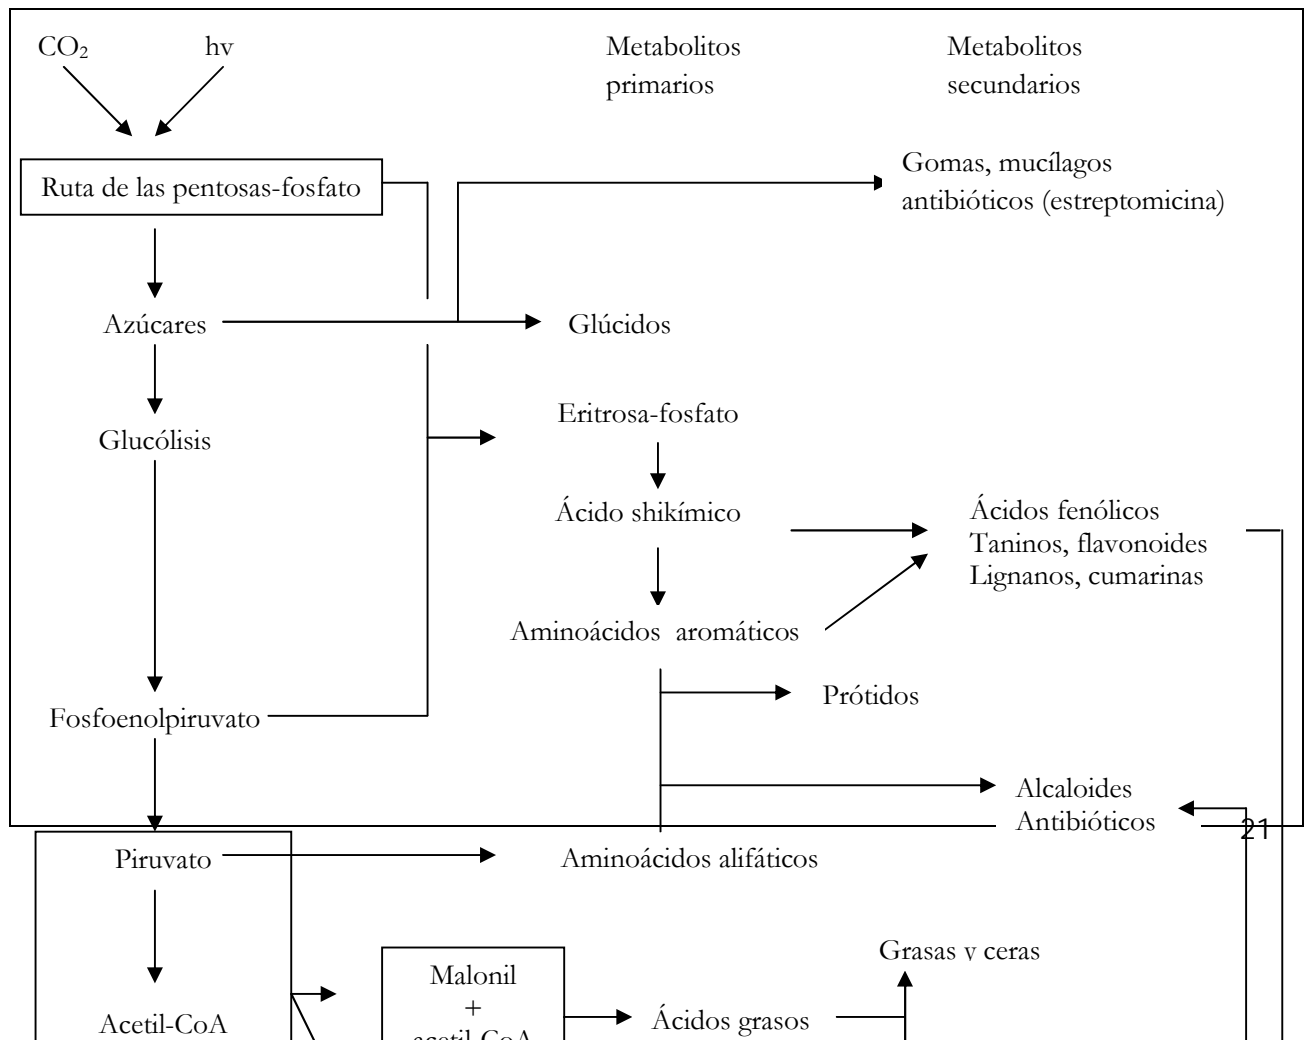 CO₂
hv
Metabolitos
primarios
Metabolitos
secundarios
Ruta de las pentosas-fosfato
Gomas, mucílagos
antibióticos (estreptomicina)
Azúcares
Glúcidos
Eritrosa-fosfato
Glucólisis
Ácido shikímico
Ácidos fenólicos
Taninos, flavonoides
Lignanos, cumarinas
Aminoácidos aromáticos
Prótidos
Fosfoenolpiruvato
Alcaloides
Antibióticos
21
Piruvato
Aminoácidos alifáticos
Grasas y ceras
Malonil
+
acetil-CoA
Ácidos grasos
Acetil-CoA